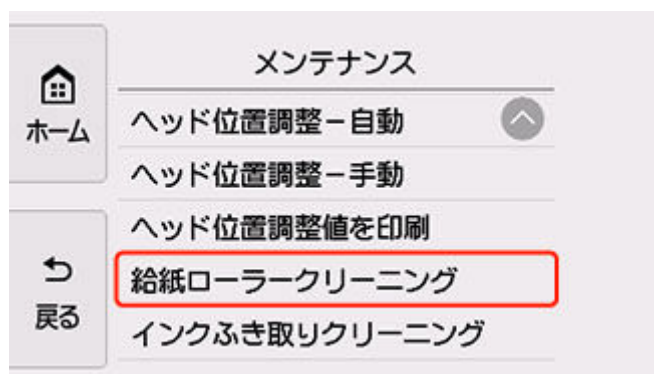 メンテナンス
ホーム
ヘッド位置調整－自動
ヘッド位置調整－手動
ヘッド位置調整値を印刷
戻る
給紙ローラークリーニング
インクふき取りクリーニング